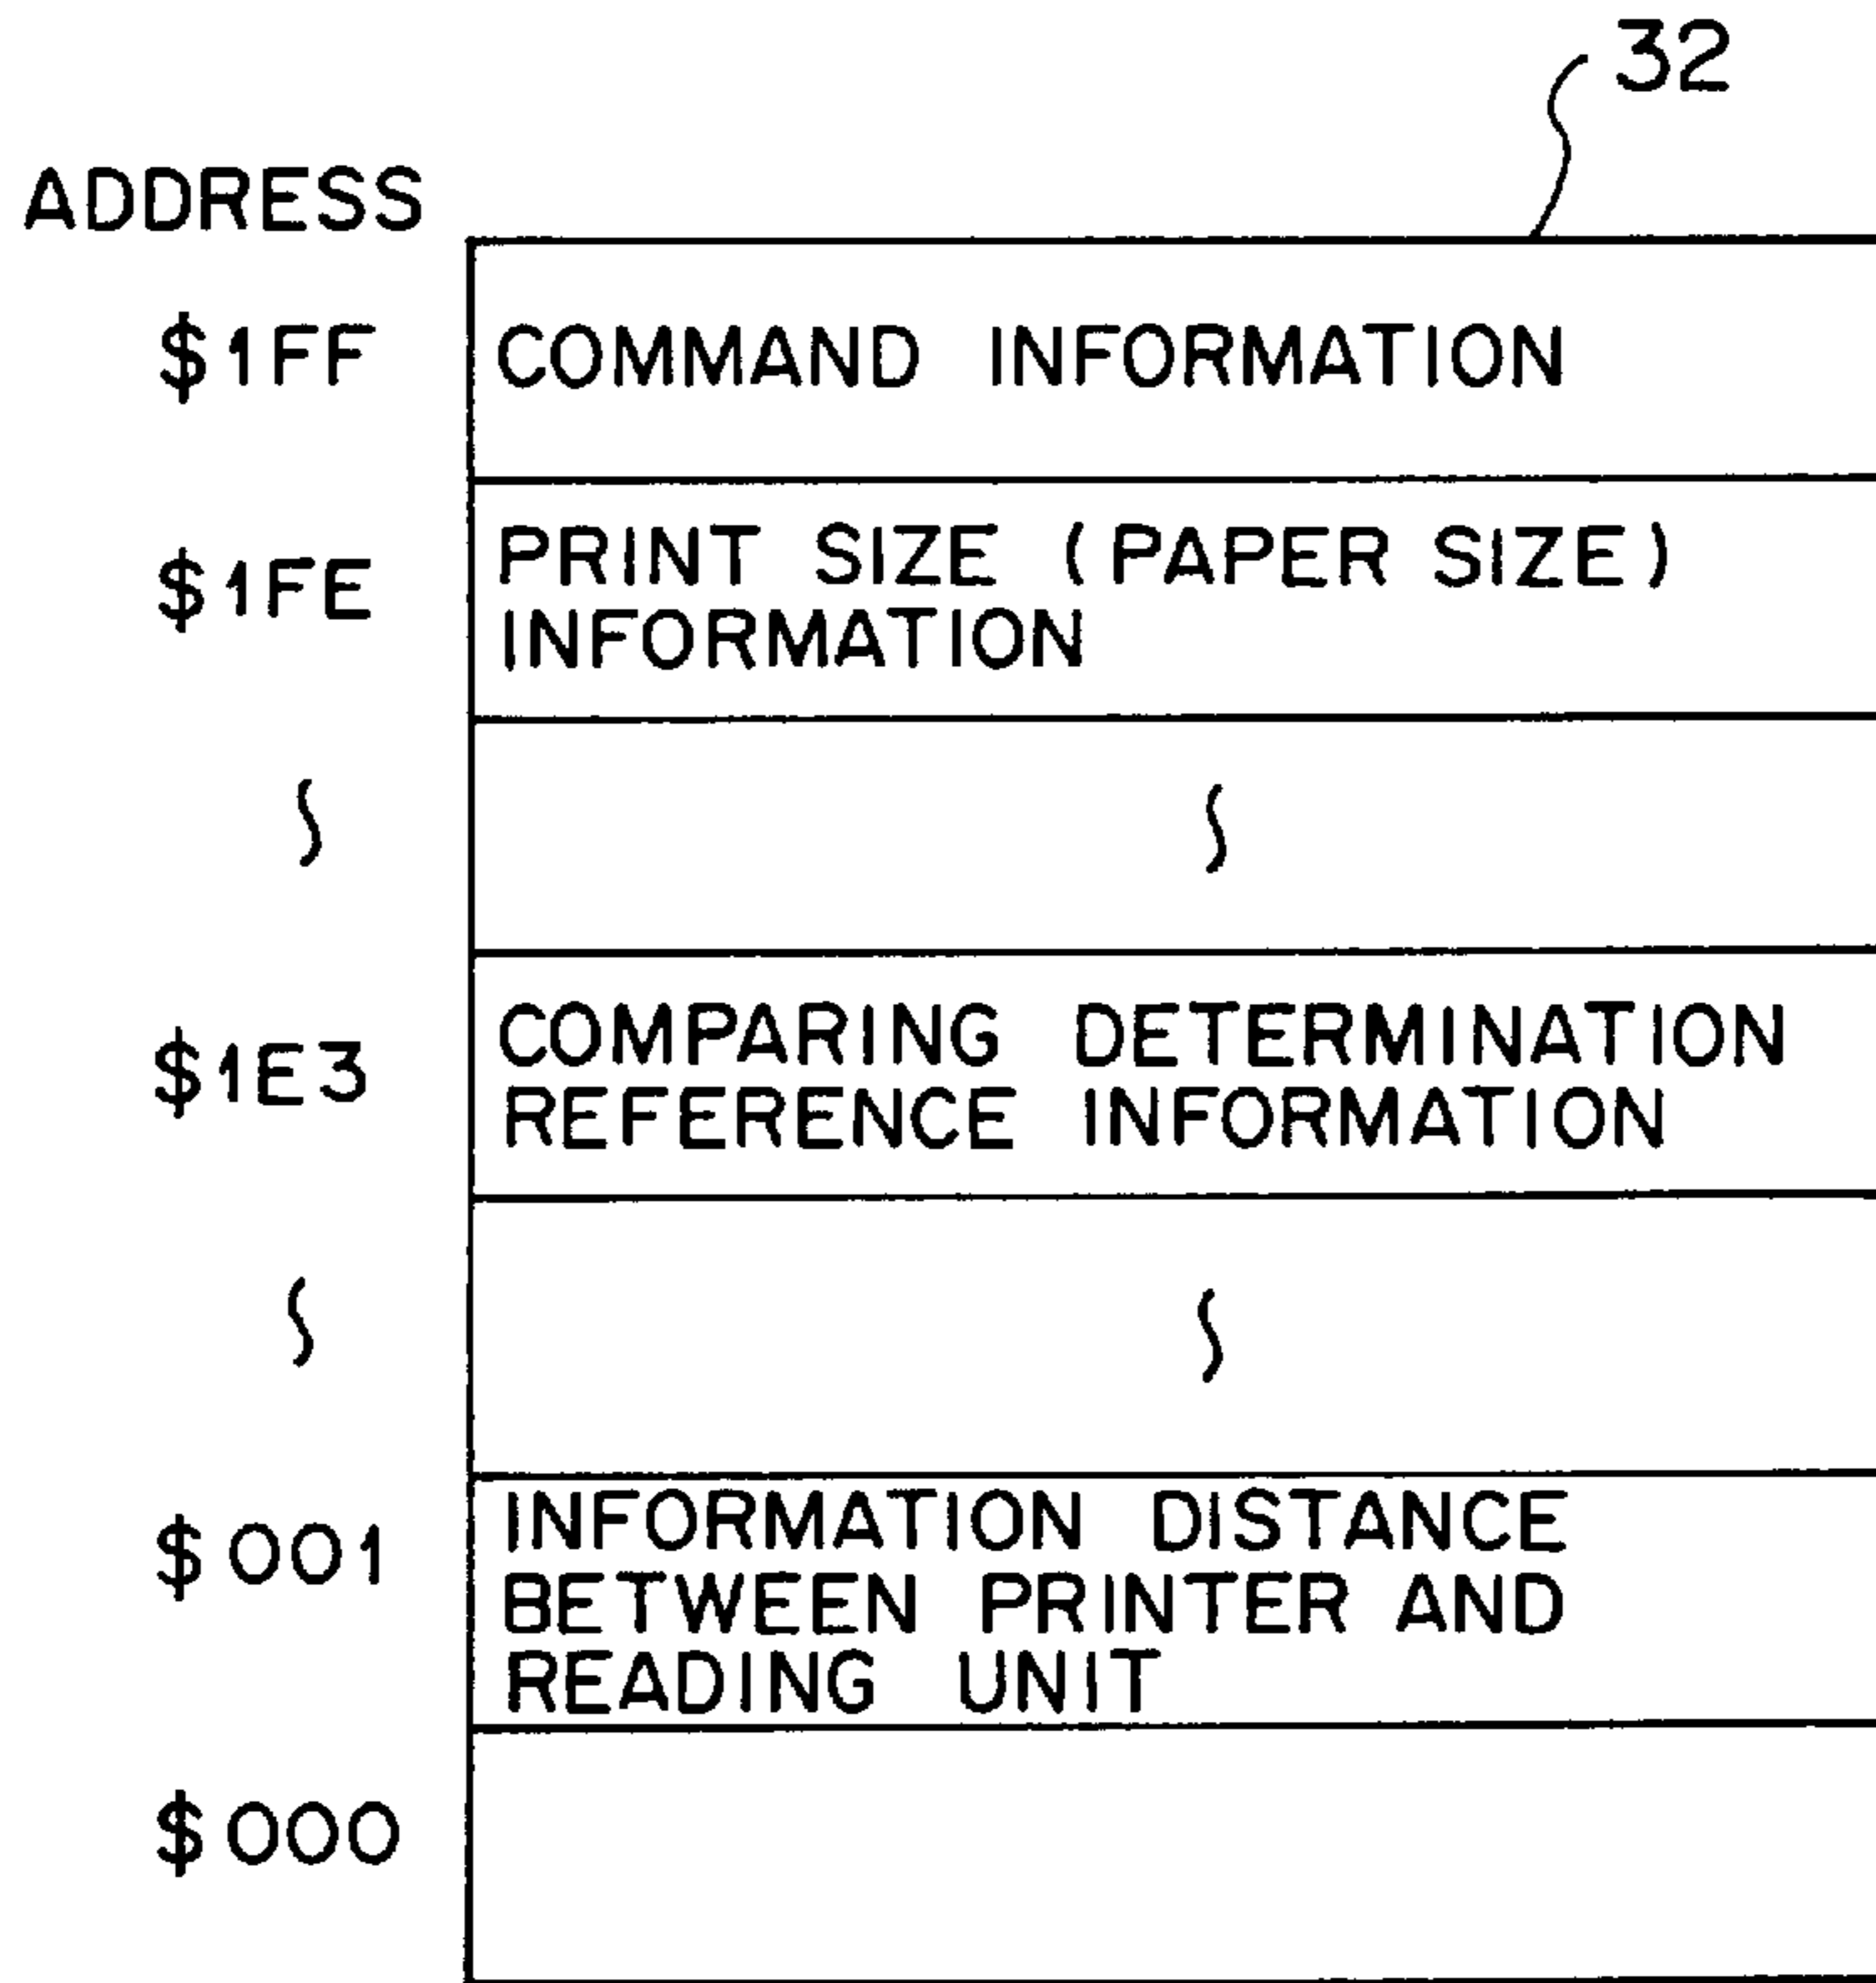 32
ADDRESS
$1FF COMMAND INFORMATION
$1FE PRINT SIZE (PAPER SIZE)
INFORMATION
$1E3 COMPARING DETERMINATION
REFERENCE INFORMATION
$001 INFORMATION DISTANCE
BETWEEN PRINTER AND
READING UNIT
$000